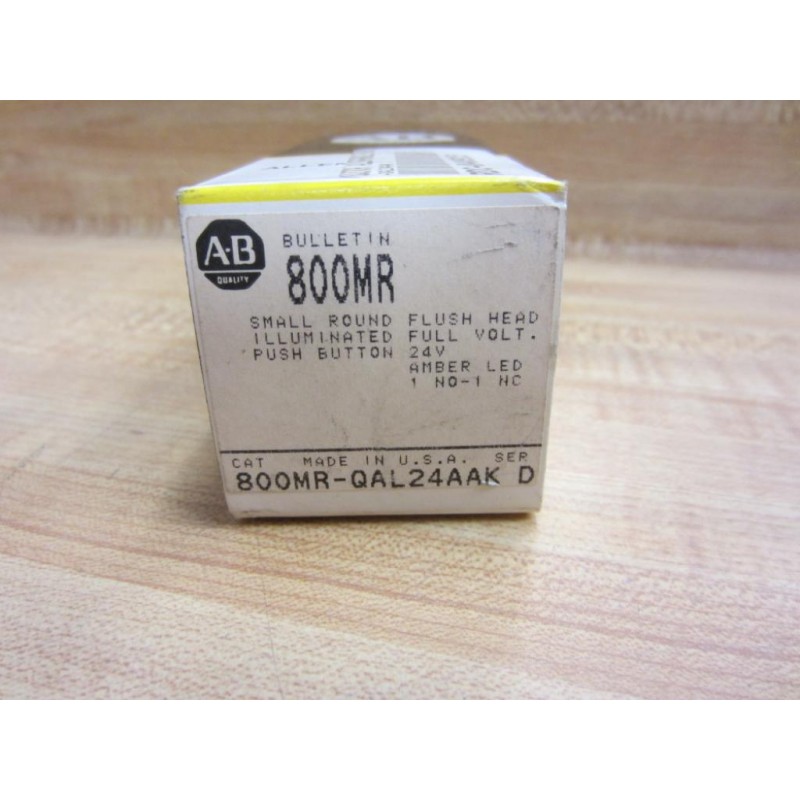 A-B
QUALITY
BULLETIN
800MR
SMALL ROUND FLUSH HEAD
ILLUMINATED FULL VOLT.
PUSH BUTTON 24V
AMBER LED
1 NO-1 NC
CAT MADE IN U.S.A. SER
800MR-QAL24AAK D